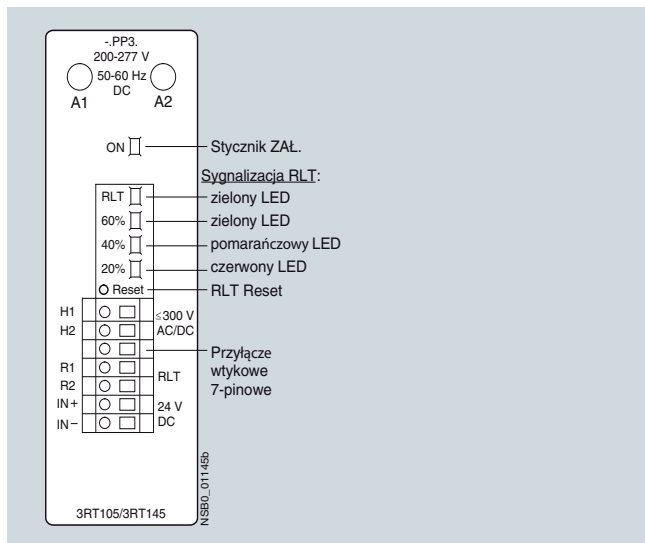 -.PP3.
200-277 V
50-60 Hz
DC
A1
A2
ON
Stycznik ZAŁ.
Sygnalizacja RLT:
RLT
zielony LED
60%
zielony LED
40%
pomarańczowy LED
20%
czerwony LED
Reset
RLT Reset
H1
≤300 V
H2
AC/DC
Przyłącze
wtykowe
7-pinowe
R1
RLT
R2
IN+
24 V
IN−
DC
NSB0_01145b
3RT105/3RT145